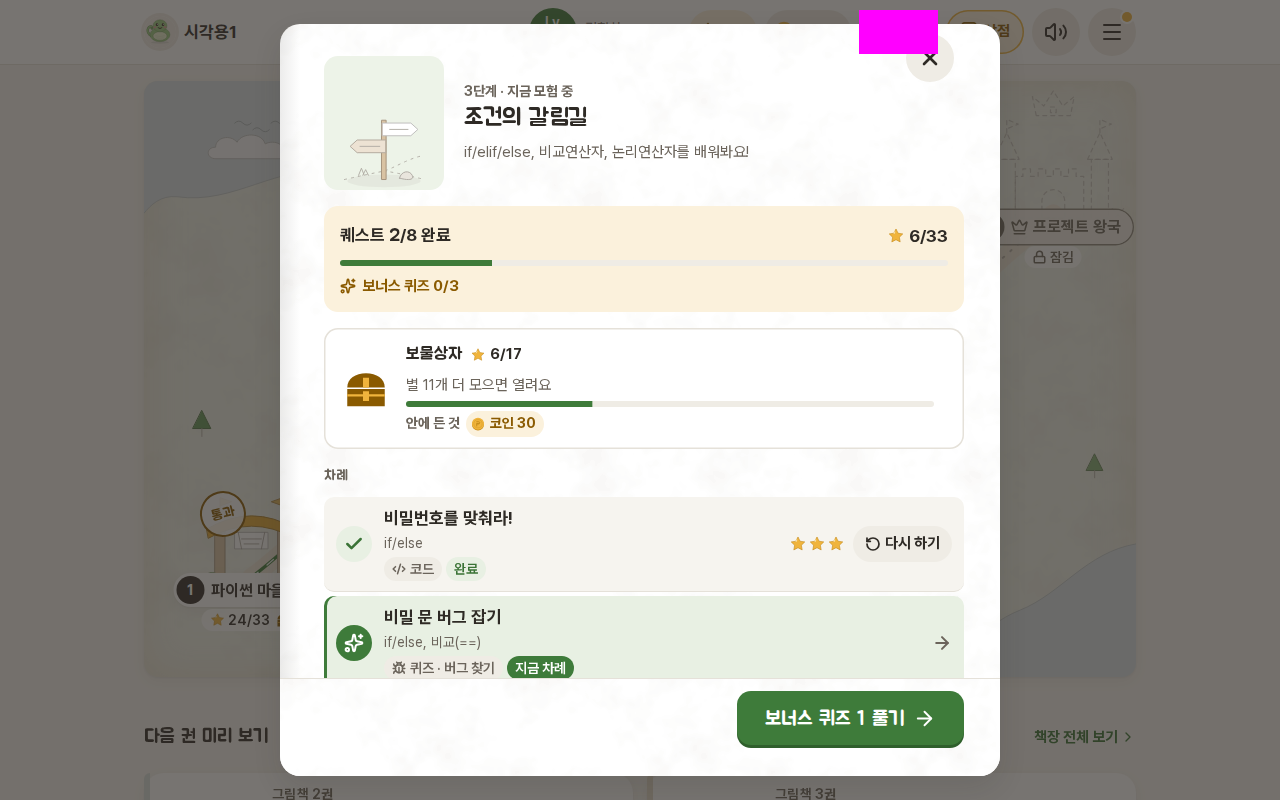 시각용1
Lv
점
3단계 · 지금 모험 중
조건의 갈림길
if/elif/else, 비교연산자, 논리연산자를 배워봐요!
퀘스트 2/8 완료
6/33
보너스 퀴즈 0/3
보물상자 6/17
별 11개 더 모으면 열려요
안에 든 것 코인 30
차례
비밀번호를 맞춰라!
if/else
</> 코드 완료
다시 하기
비밀 문 버그 잡기
if/else, 비교(==)
퀴즈 · 버그 찾기 지금 차례
보너스 퀴즈 1 풀기
프로젝트 왕국
잠김
통과
1 파이썬 마을
24/33
다음 권 미리 보기
책장 전체 보기
그림책 2권
그림책 3권